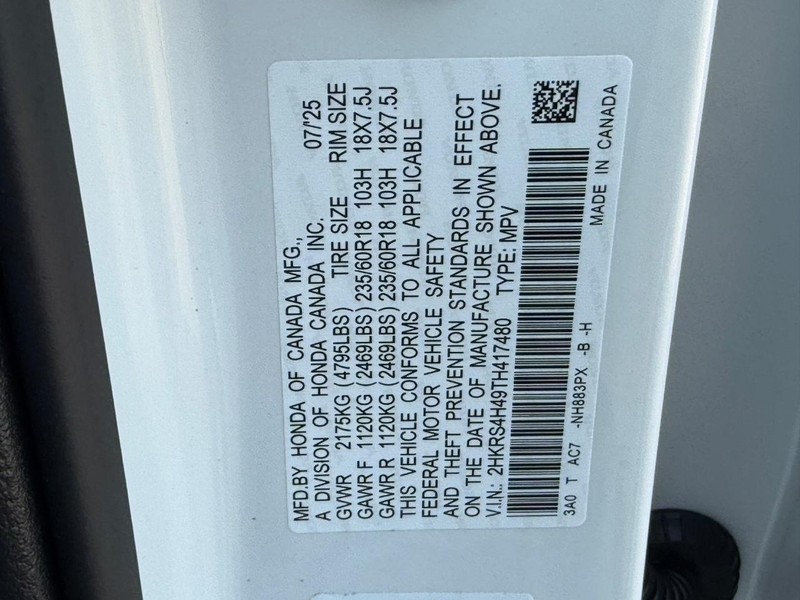 MFD.BY HONDA OF CANADA MFG., 07/'25
A DIVISION OF HONDA CANADA INC.
GVWR 2175KG (4795LBS) TIRE SIZE RIM SIZE
GAWR F 1120KG (2469LBS) 235/60R18 103H 18X7.5J
GAWR R 1120KG (2469LBS) 235/60R18 103H 18X7.5J
THIS VEHICLE CONFORMS TO ALL APPLICABLE
FEDERAL MOTOR VEHICLE SAFETY
AND THEFT PREVENTION STANDARDS IN EFFECT
ON THE DATE OF MANUFACTURE SHOWN ABOVE.
V.I.N.: 2HKRS4H49TH417480 TYPE: MPV
3A0 T AC7 -NH883PX -B -H
MADE IN CANADA